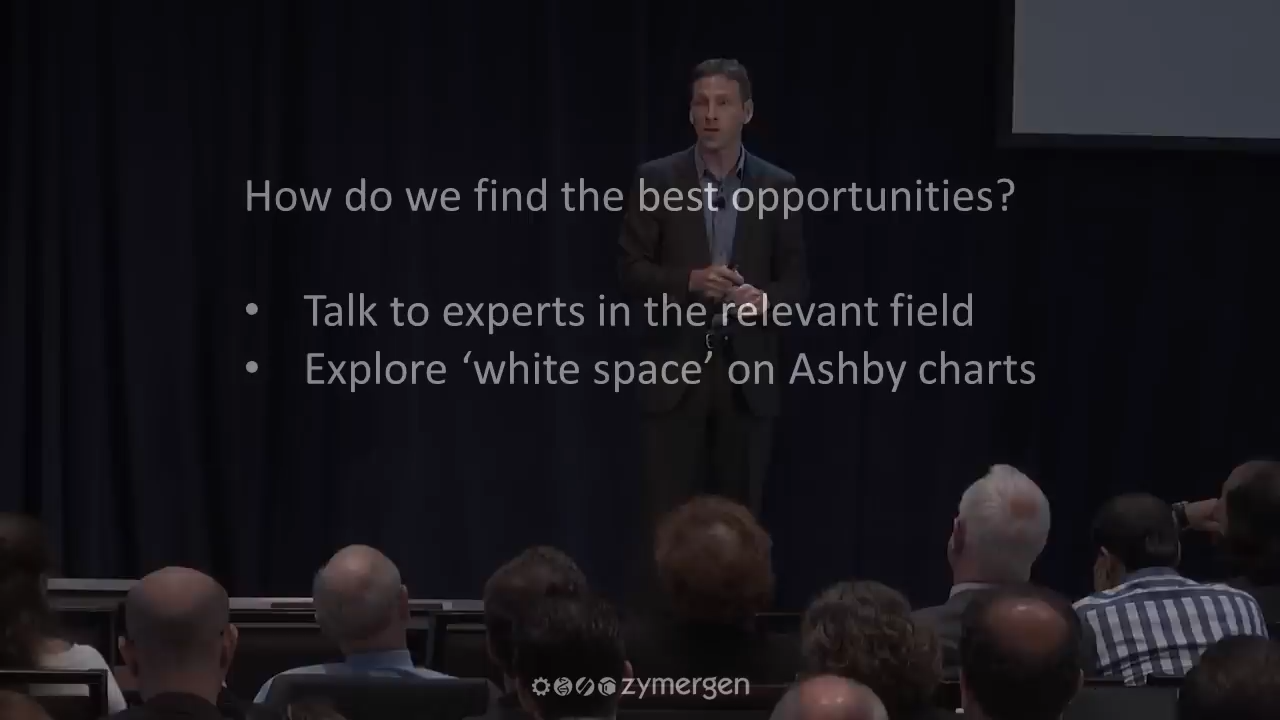 How do we find the best opportunities?
• Talk to experts in the relevant field
• Explore ‘white space’ on Ashby charts
zymergen